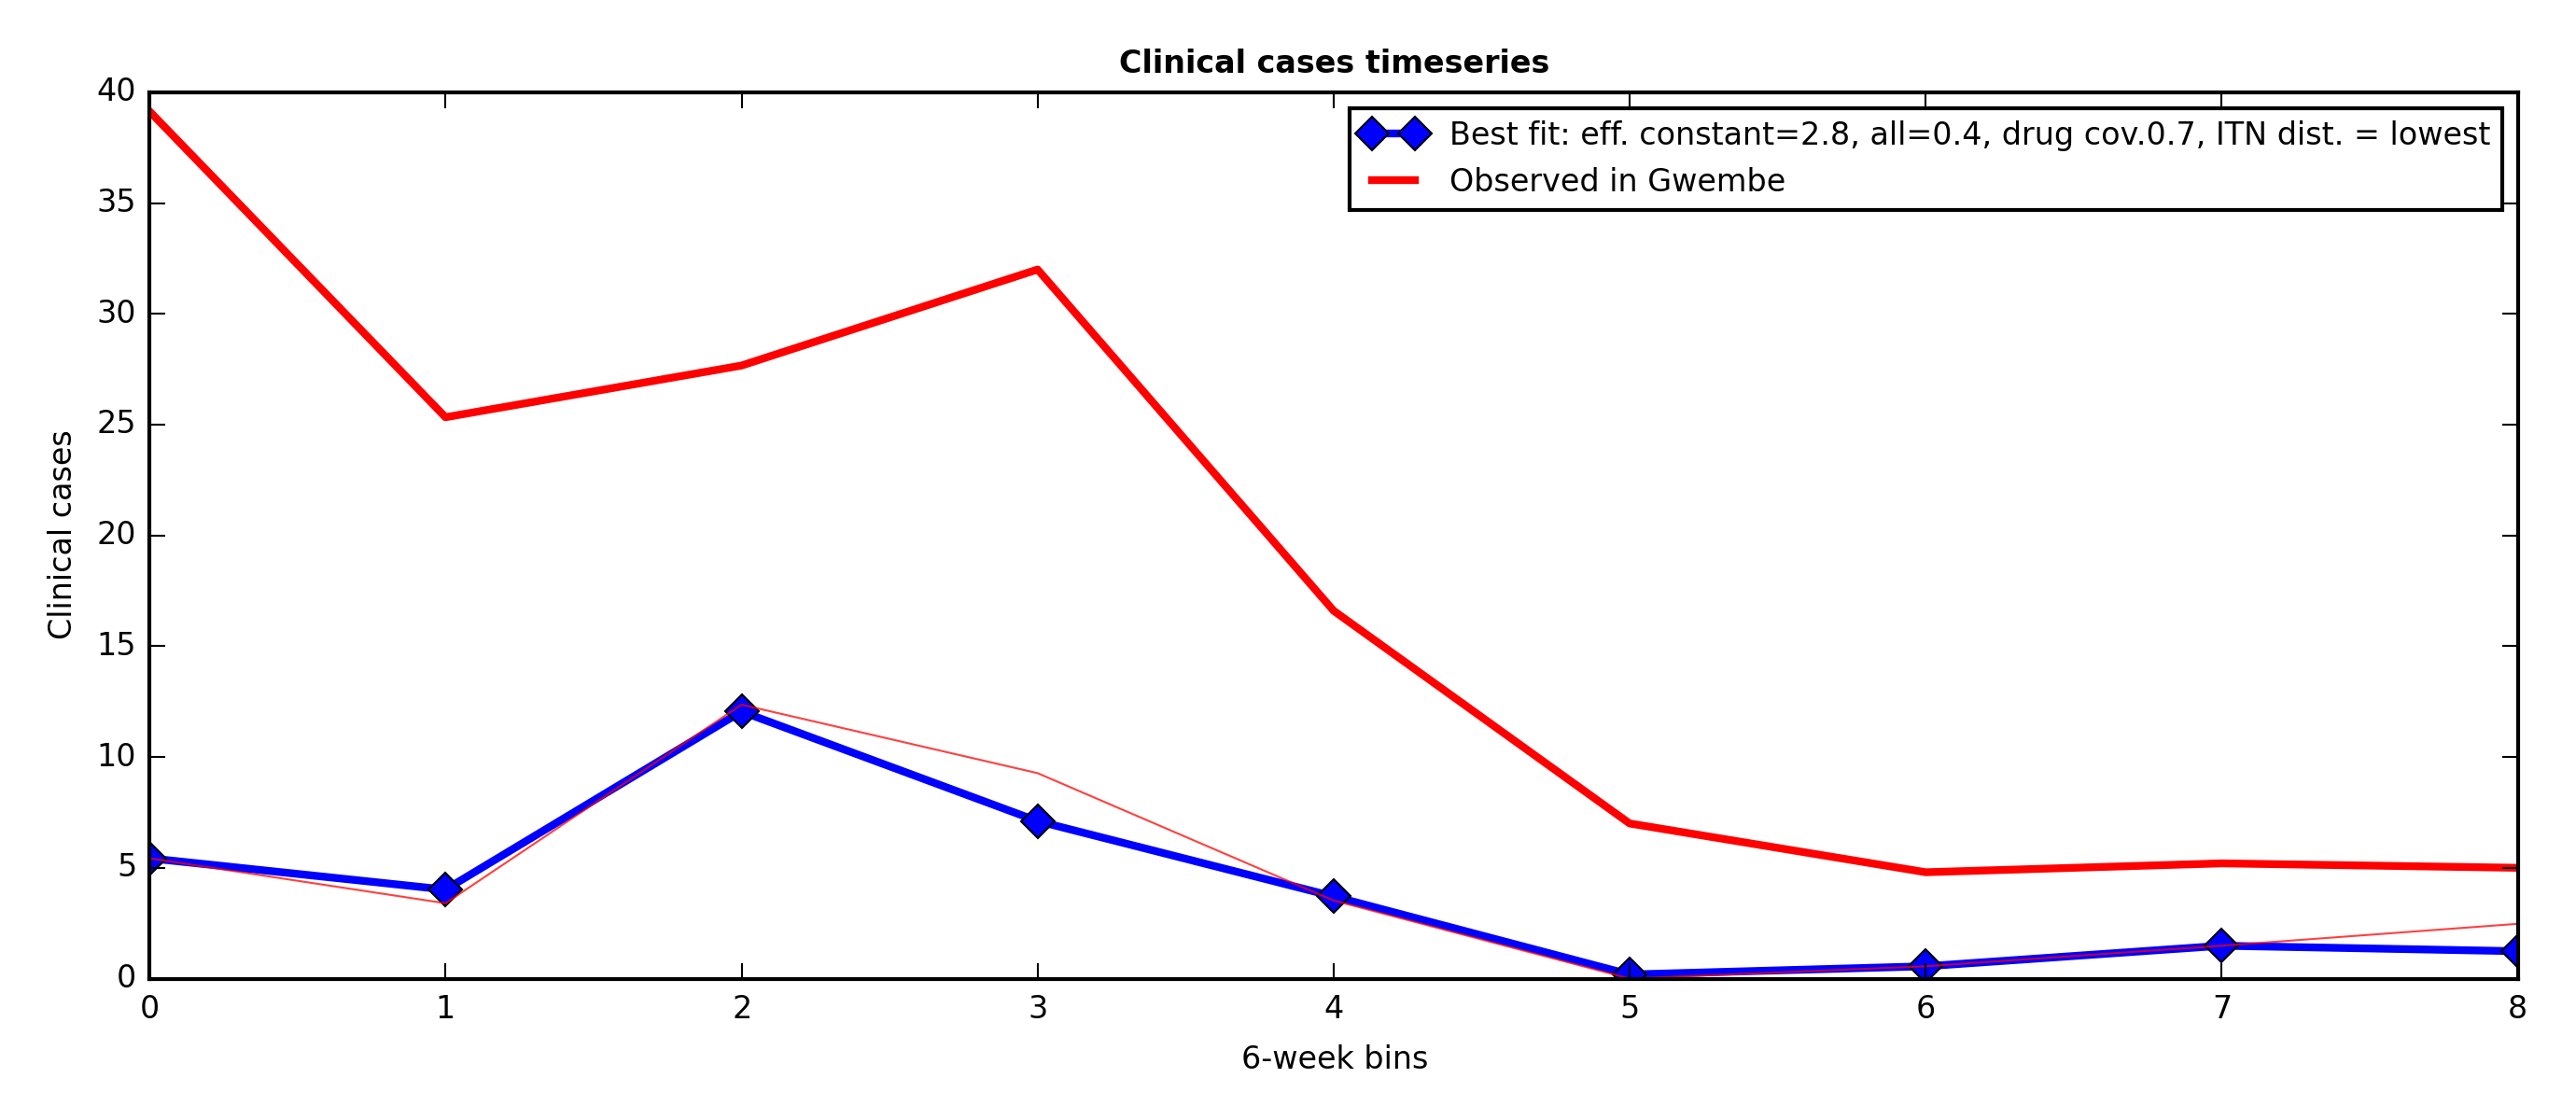 Clinical cases timeseries
Best fit: eff. constant=2.8, all=0.4, drug cov.0.7, ITN dist. = lowest
Observed in Gwembe
Clinical cases
40
35
30
25
20
15
10
5
0
0 1 2 3 4 5 6 7 8
6-week bins